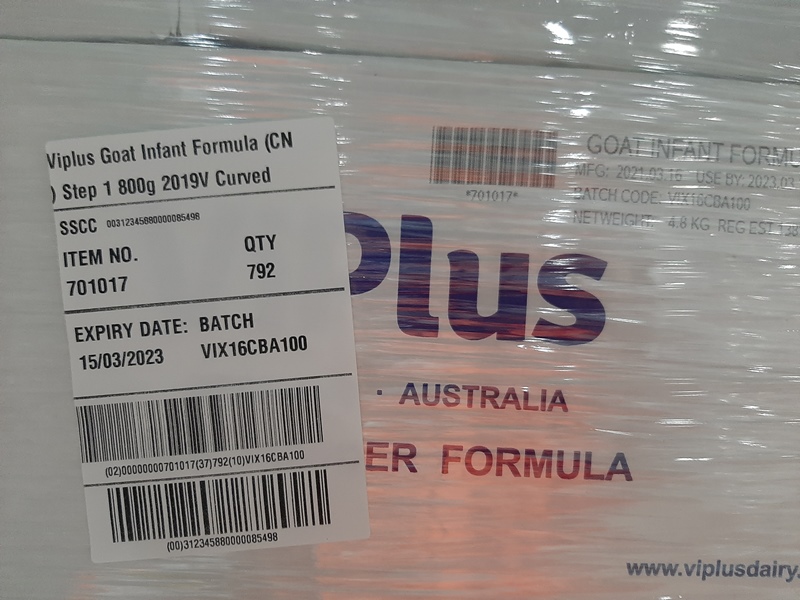 Viplus Goat Infant Formula (CN
) Step 1 800g 2019V Curved
SSCC 00312345880000085498
ITEM NO. QTY
701017 792
EXPIRY DATE: BATCH
15/03/2023 VIX16CBA100
(02)00000000701017(37)792(10)VIX16CBA100
(00)312345880000085498
*701017*
GOAT INFANT FORMU
MFG: 2021.03.16 USE BY: 2023.03
BATCH CODE: VIX16CBA100
NETWEIGHT: 4.8 KG REG EST
Plus
· AUSTRALIA
ER FORMULA
www.viplusdairy.